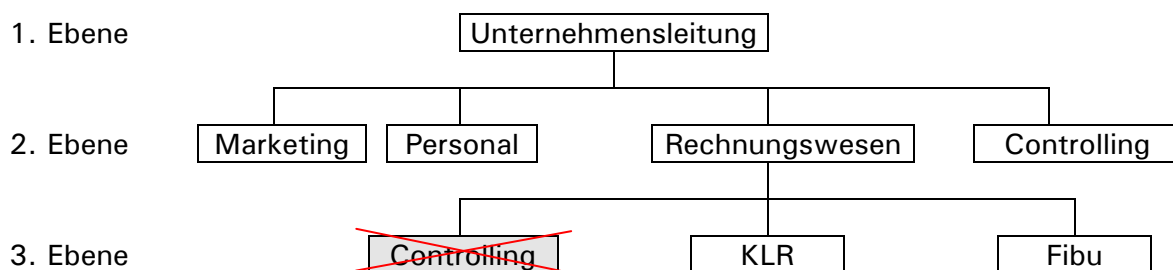 1. Ebene Unternehmensleitung
2. Ebene Marketing Personal Rechnungswesen Controlling
3. Ebene Controlling KLR Fibu